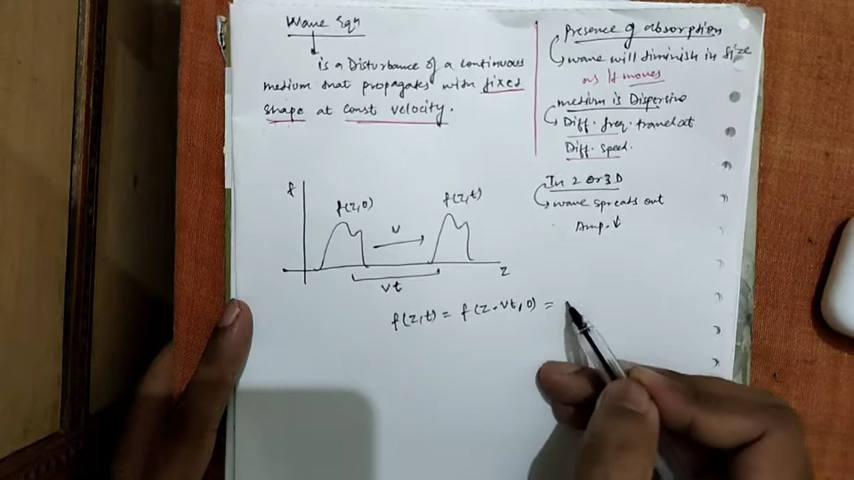 Wave Eqn
is a Disturbance of a continuous
medium that propagates with fixed
shape at const velocity.
Presence of absorption
wave will diminish in size
as it moves
medium is Dispersive
Diff. freq. travel at
Diff. speed.
In 2 or 3D
wave spreads out
Amp. ↓
f
f(z,0)
f(z,t)
v
z
vt
f(z,t) = f(z-vt,0) =